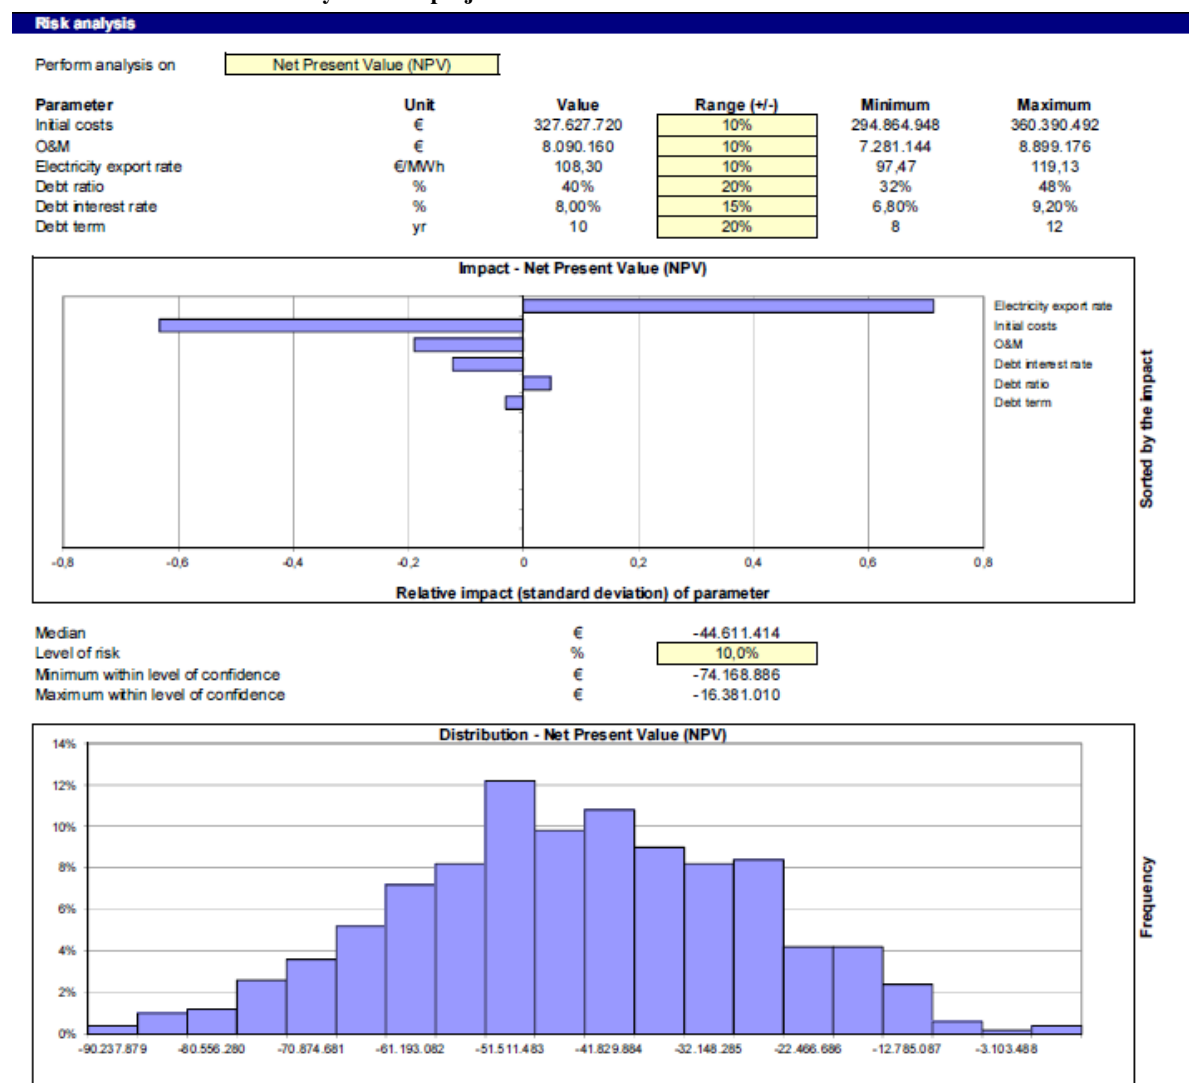 Risk analysis
Perform analysis on Net Present Value (NPV)
Parameter Unit Value Range (+/-) Minimum Maximum
Initial costs € 327.627.720 10% 294.864.948 360.390.492
O&M € 8.090.160 10% 7.281.144 8.899.176
Electricity export rate €/MWh 108,30 10% 97,47 119,13
Debt ratio % 40% 20% 32% 48%
Debt interest rate % 8,00% 15% 6,80% 9,20%
Debt term yr 10 20% 8 12
Impact - Net Present Value (NPV)
Electricity export rate
Initial costs
O&M
Debt interest rate
Debt ratio
Debt term
Sorted by the impact
-0,8 -0,6 -0,4 -0,2 0 0,2 0,4 0,6 0,8
Relative impact (standard deviation) of parameter
Median € -44.611.414
Level of risk % 10,0%
Minimum within level of confidence € -74.168.886
Maximum within level of confidence € -16.381.010
Distribution - Net Present Value (NPV)
14%
12%
10%
8%
6%
4%
2%
0%
Frequency
-90.237.879 -80.556.280 -70.874.681 -61.193.082 -51.511.483 -41.829.884 -32.148.285 -22.466.686 -12.785.087 -3.103.488